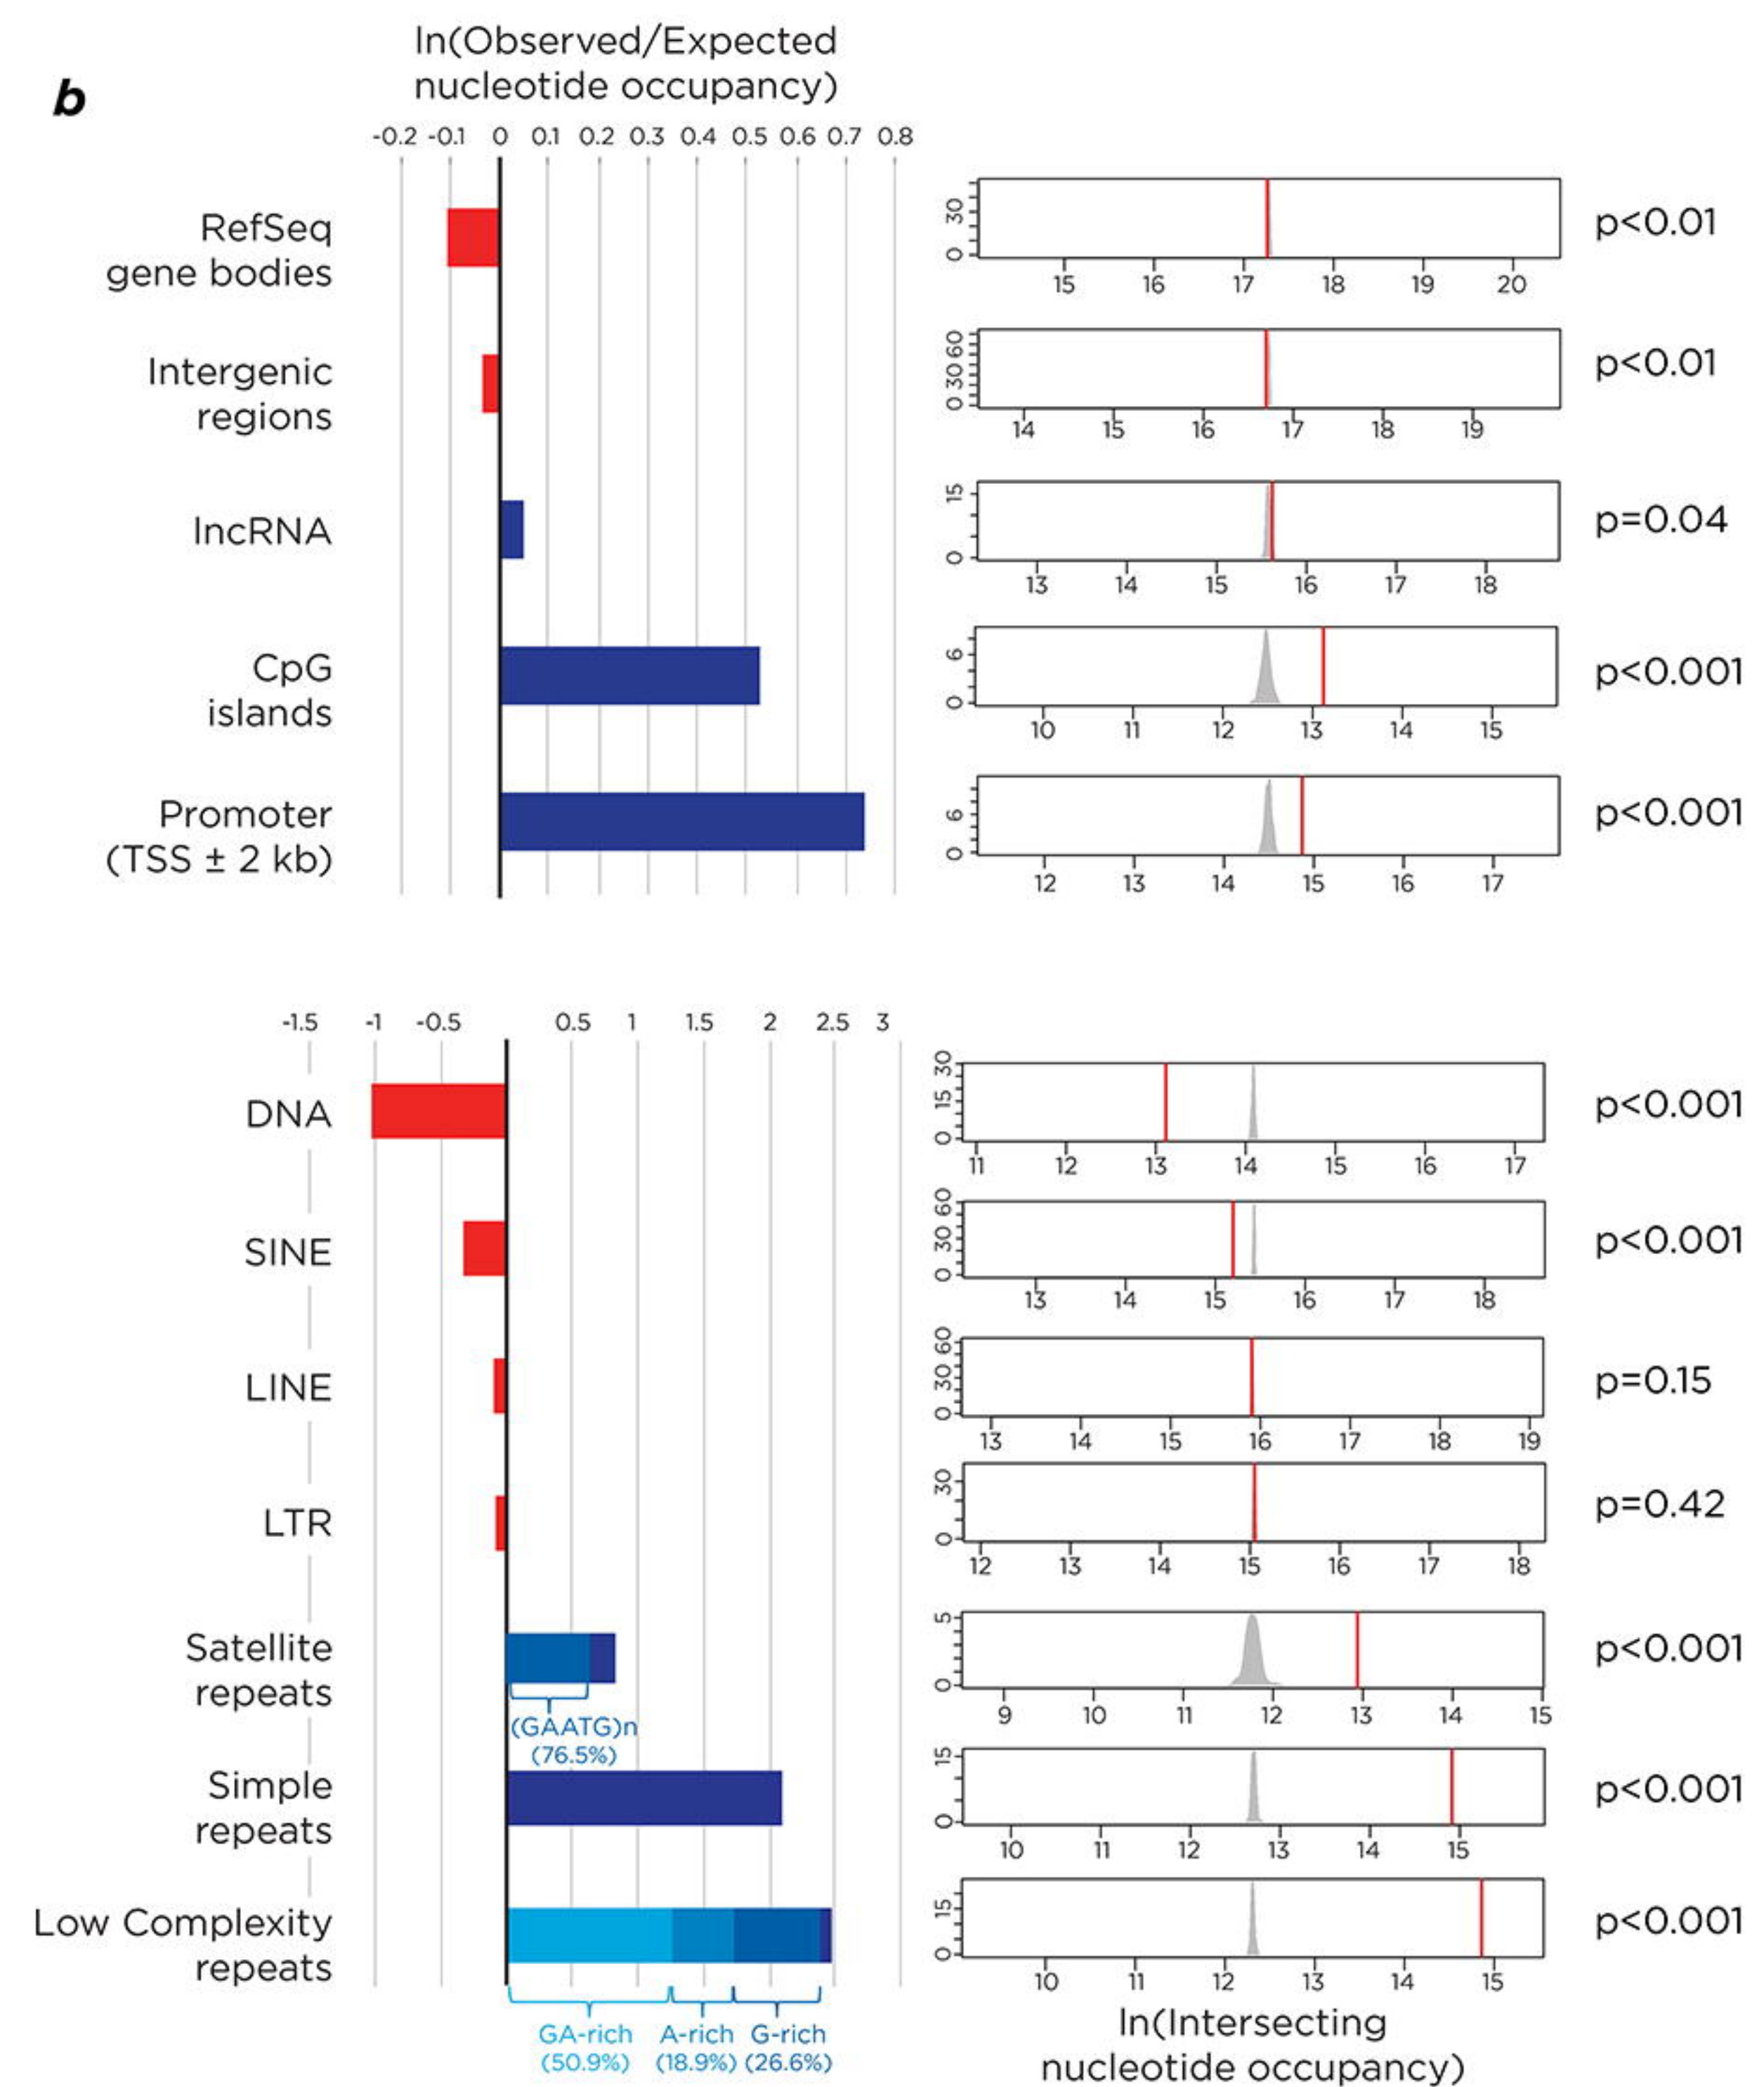 ln(Observed/Expected
nucleotide occupancy)
b
-0.2 -0.1 0 0.1 0.2 0.3 0.4 0.5 0.6 0.7 0.8
RefSeq
gene bodies
0 30
15 16 17 18 19 20
p<0.01
Intergenic
regions
0 30 60
14 15 16 17 18 19
p<0.01
lncRNA
0 15
13 14 15 16 17 18
p=0.04
CpG
islands
0 6
10 11 12 13 14 15
p<0.001
Promoter
(TSS ± 2 kb)
0 6
12 13 14 15 16 17
p<0.001
-1.5 -1 -0.5 0.5 1 1.5 2 2.5 3
DNA
0 15 30
11 12 13 14 15 16 17
p<0.001
SINE
0 30 60
13 14 15 16 17 18
p<0.001
LINE
0 30 60
13 14 15 16 17 18 19
p=0.15
LTR
0 30
12 13 14 15 16 17 18
p=0.42
Satellite
repeats
(GAATG)n
(76.5%)
0 5
9 10 11 12 13 14 15
p<0.001
Simple
repeats
0 15
10 11 12 13 14 15
p<0.001
Low Complexity
repeats
0 15
10 11 12 13 14 15
p<0.001
GA-rich A-rich G-rich
(50.9%) (18.9%) (26.6%)
ln(Intersecting
nucleotide occupancy)